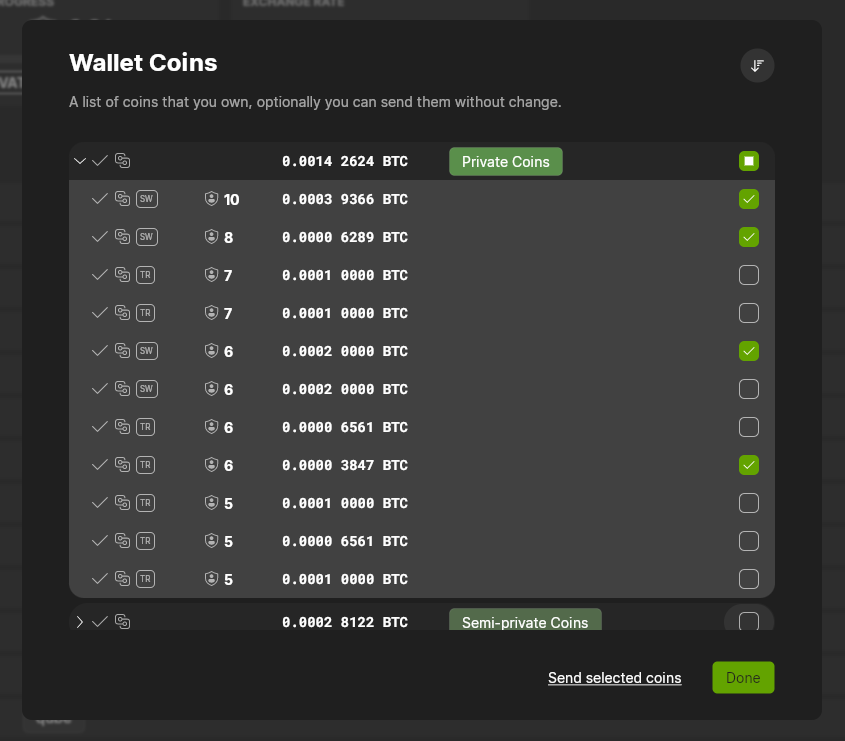 EXCHANGE RATE
Wallet Coins
A list of coins that you own, optionally you can send them without change.
0.0014 2624 BTC Private Coins
SW 10 0.0003 9366 BTC
SW 8 0.0000 6289 BTC
TR 7 0.0001 0000 BTC
TR 7 0.0001 0000 BTC
SW 6 0.0002 0000 BTC
SW 6 0.0002 0000 BTC
TR 6 0.0000 6561 BTC
TR 6 0.0000 3847 BTC
TR 5 0.0001 0000 BTC
TR 5 0.0000 6561 BTC
TR 5 0.0001 0000 BTC
0.0002 8122 BTC Semi-private Coins
Send selected coins Done